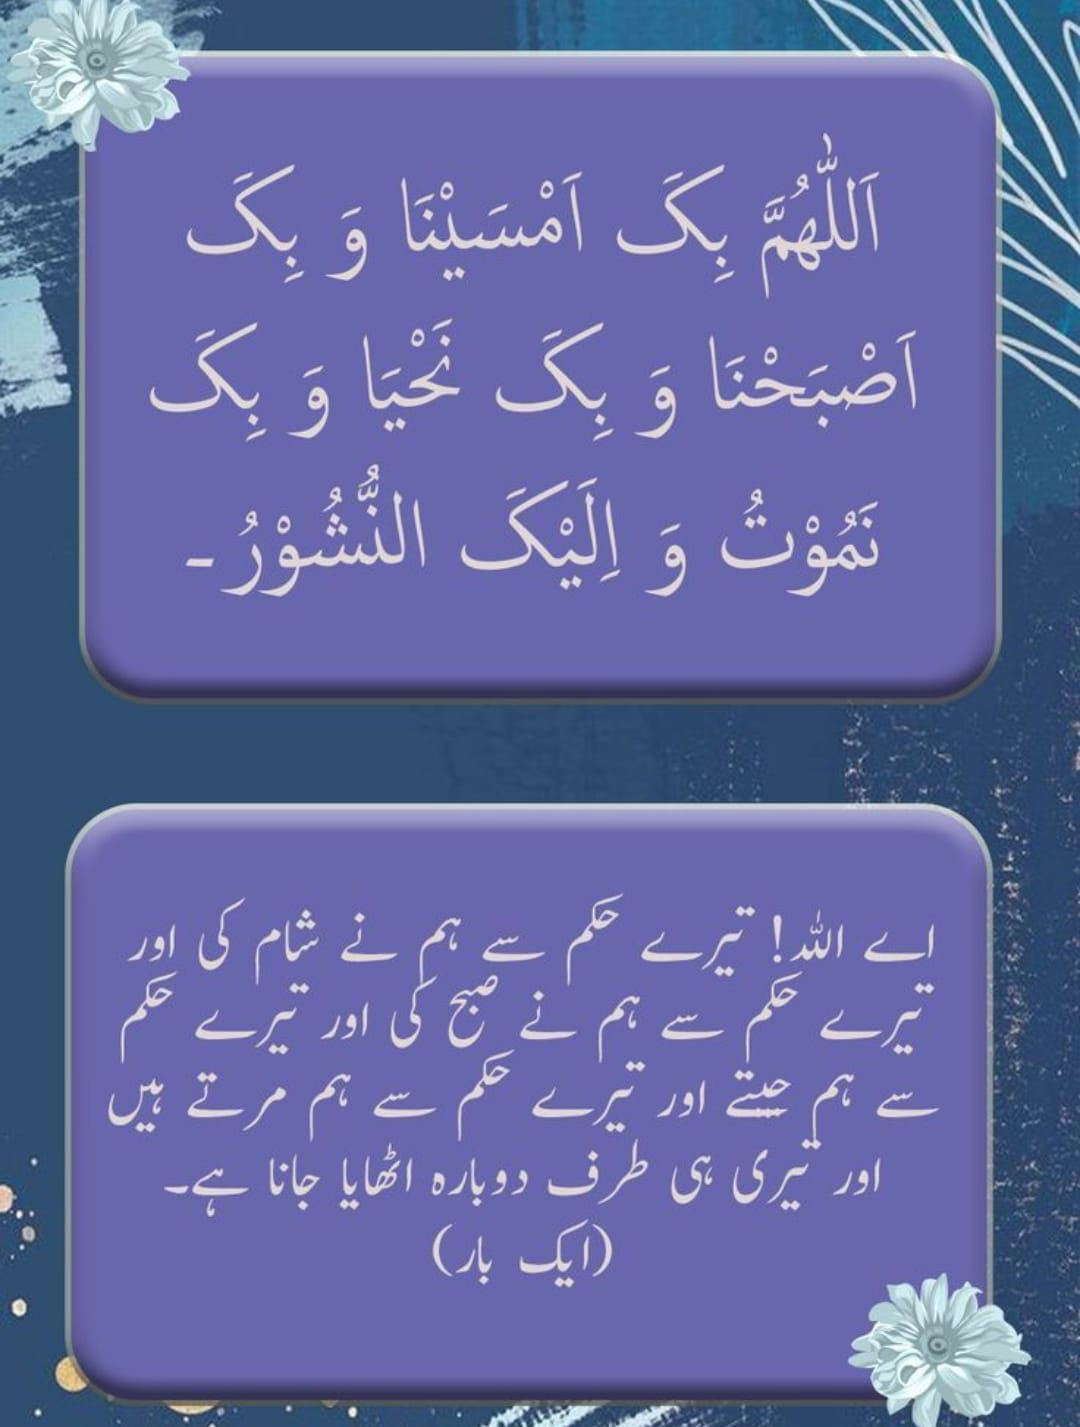 اَللّٰهُمَّ بِکَ اَمْسَیْنَا وَ بِکَ
اَصْبَحْنَا وَ بِکَ نَحْیَا وَ بِکَ
نَمُوْتُ وَ اِلَیْکَ النُّشُوْرُ۔
اے اللہ! تیرے حکم سے ہم نے شام کی اور
تیرے حکم سے ہم نے صبح کی اور تیرے حکم
سے ہم جیتے اور تیرے حکم سے ہم مرتے ہیں
اور تیری ہی طرف دوبارہ اٹھایا جانا ہے۔
(ایک بار)